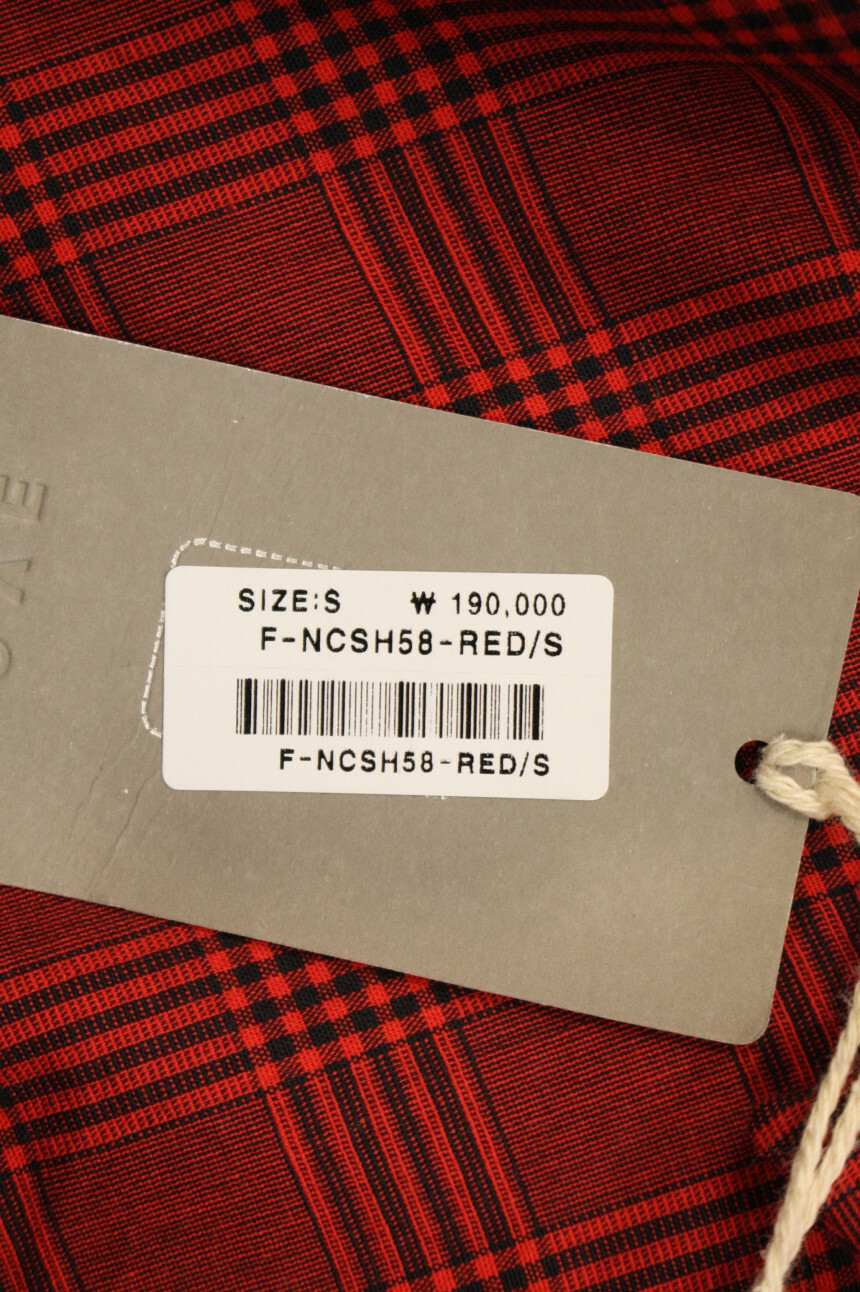 SIZE:S ₩ 190,000
F-NCSH58-RED/S
F-NCSH58-RED/S